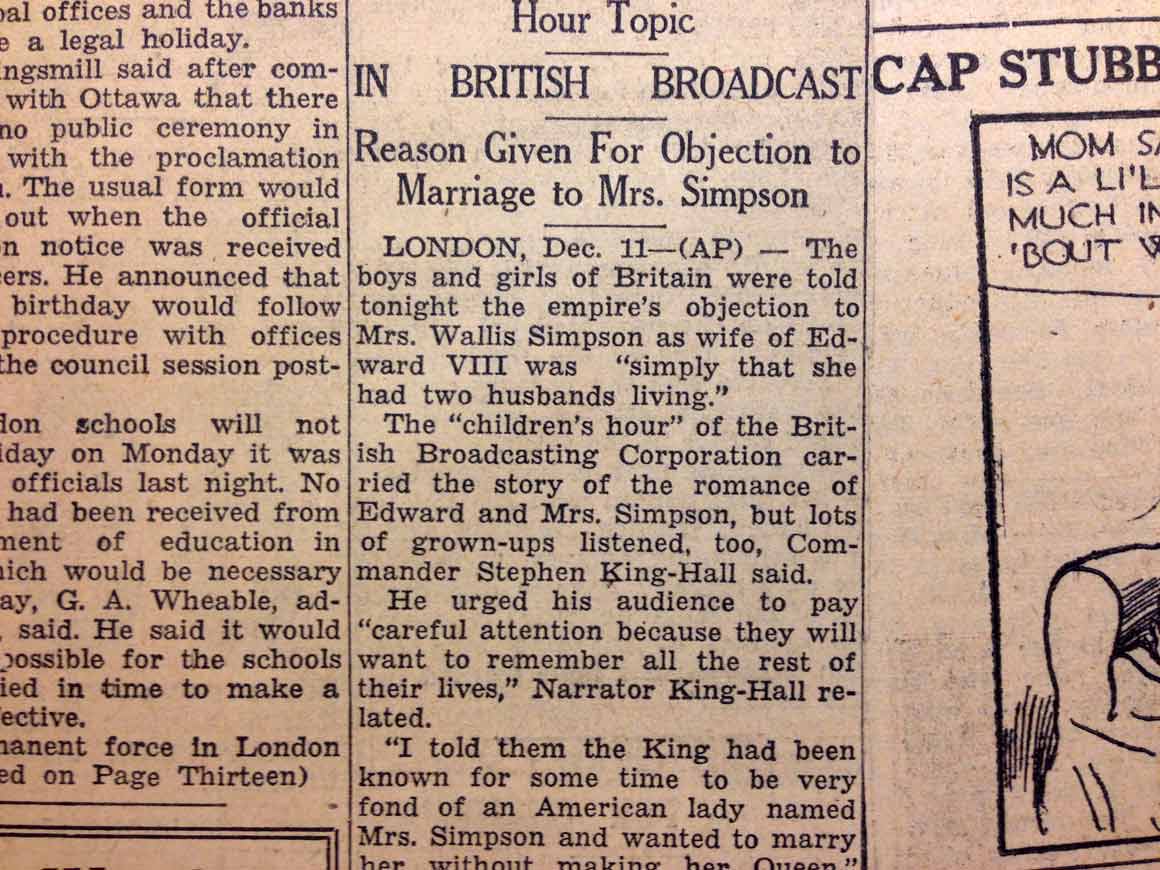 pal offices and the banks
e a legal holiday.
ingsmill said after com-
with Ottawa that there
no public ceremony in
with the proclamation
. The usual form would
out when the official
on notice was received
cers. He announced that
birthday would follow
procedure with offices
the council session post-
don schools will not
iday on Monday it was
officials last night. No
had been received from
ment of education in
hich would be necessary
ay, G. A. Wheable, ad-
, said. He said it would
possible for the schools
ied in time to make a
fective.
manent force in London
ed on Page Thirteen)
Hour Topic
IN BRITISH BROADCAST
Reason Given For Objection to
Marriage to Mrs. Simpson
LONDON, Dec. 11—(AP) — The
boys and girls of Britain were told
tonight the empire's objection to
Mrs. Wallis Simpson as wife of Ed-
ward VIII was "simply that she
had two husbands living."
The "children's hour" of the Brit-
ish Broadcasting Corporation car-
ried the story of the romance of
Edward and Mrs. Simpson, but lots
of grown-ups listened, too, Com-
mander Stephen King-Hall said.
He urged his audience to pay
"careful attention because they will
want to remember all the rest of
their lives," Narrator King-Hall re-
lated.
"I told them the King had been
known for some time to be very
fond of an American lady named
Mrs. Simpson and wanted to marry
her without making her Queen."
CAP STUBB
MOM SA
IS A LI'L
MUCH IN
'BOUT W